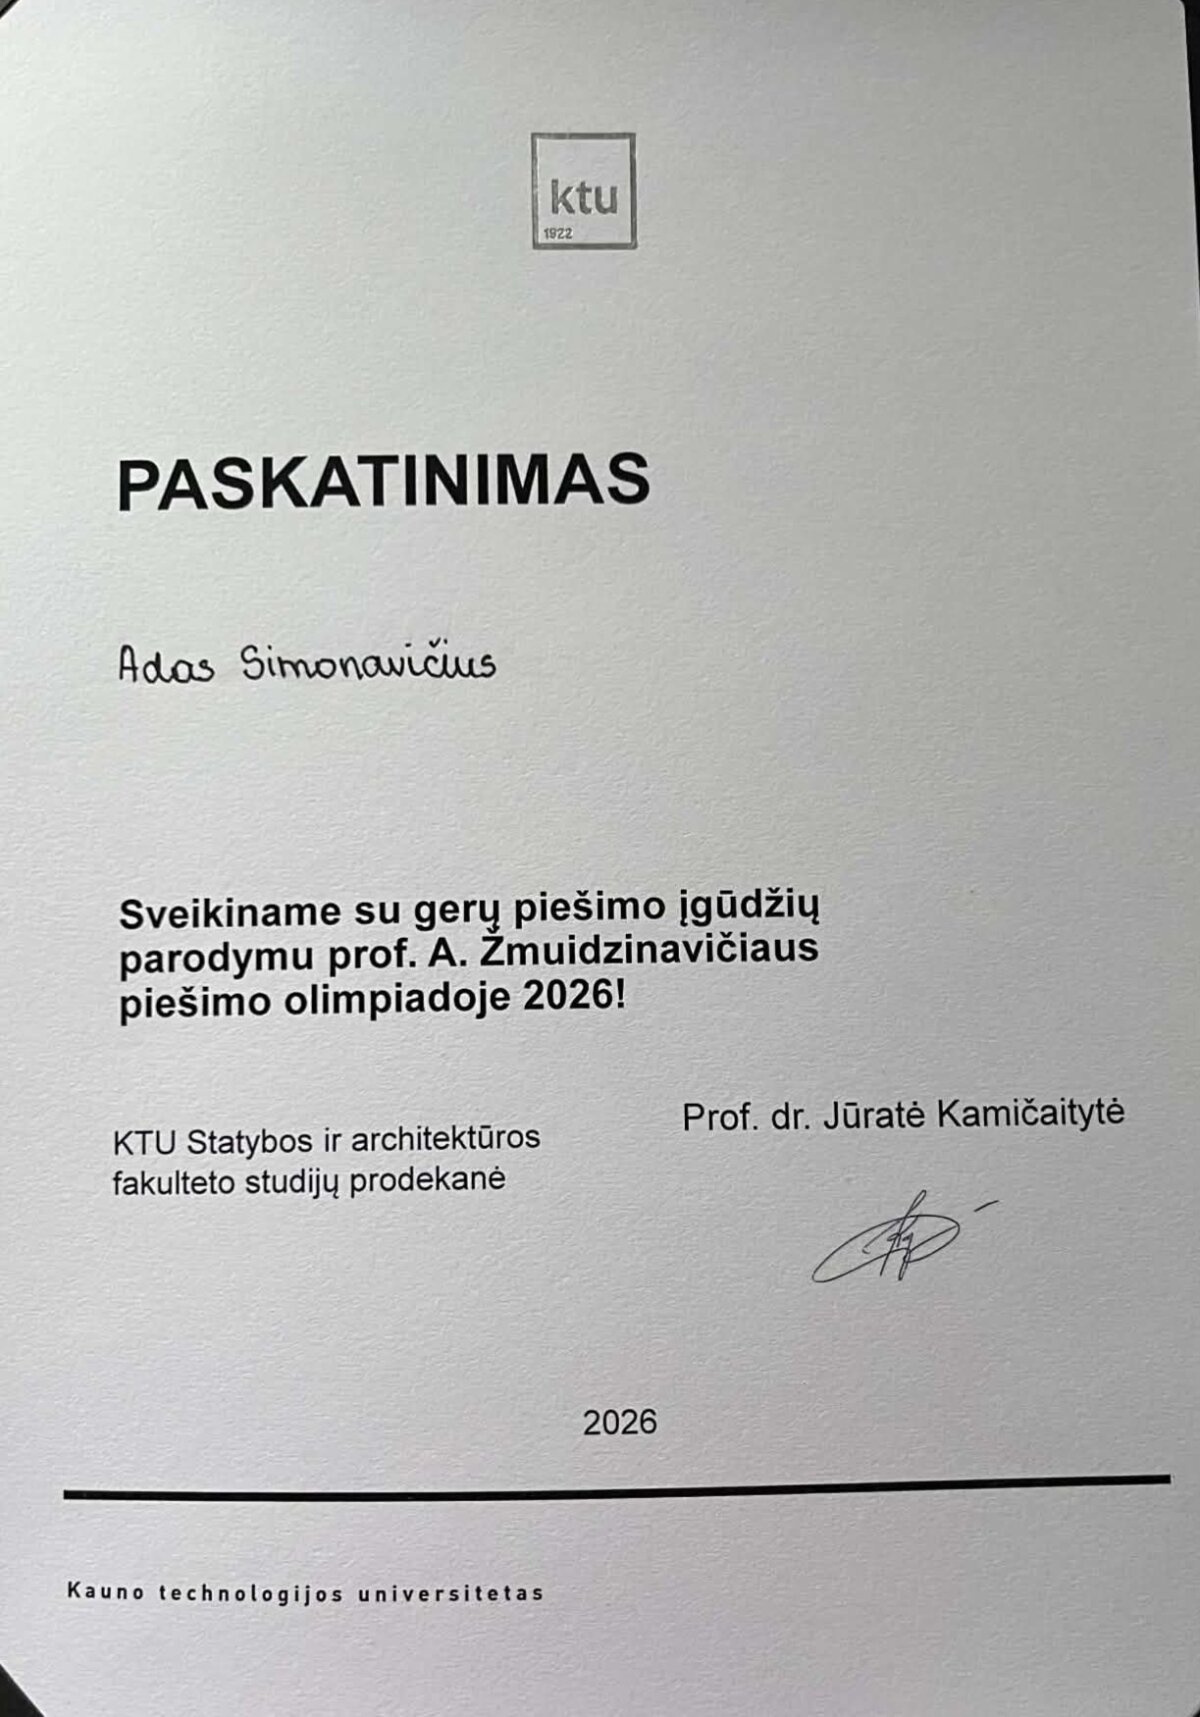 ktu
1922
PASKATINIMAS
Adas Simonavičius
Sveikiname su gerų piešimo įgūdžių
parodymu prof. A. Žmuidzinavičiaus
piešimo olimpiadoje 2026!
KTU Statybos ir architektūros
fakulteto studijų prodekanė
Prof. dr. Jūratė Kamičaitytė
2026
Kauno technologijos universitetas